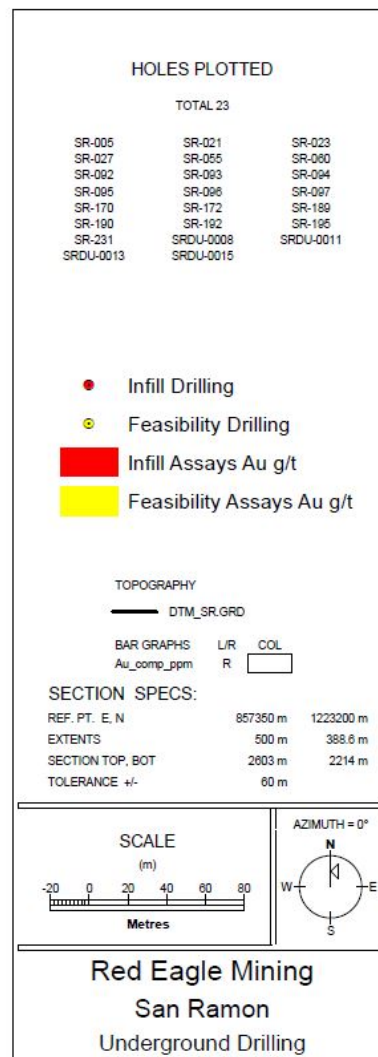 HOLES PLOTTED
TOTAL 23
SR-005 SR-021 SR-023
SR-027 SR-055 SR-060
SR-092 SR-093 SR-094
SR-095 SR-096 SR-097
SR-170 SR-172 SR-189
SR-190 SR-192 SR-195
SR-231 SRDU-0008 SRDU-0011
SRDU-0013 SRDU-0015
Infill Drilling
Feasibility Drilling
Infill Assays Au g/t
Feasibility Assays Au g/t
TOPOGRAPHY
DTM_SR.GRD
BAR GRAPHS L/R COL
Au_comp_ppm R
SECTION SPECS:
REF. PT. E, N 857350 m 1223200 m
EXTENTS 500 m 388.6 m
SECTION TOP, BOT 2603 m 2214 m
TOLERANCE +/- 60 m
SCALE
(m)
-20 0 20 40 60 80
Metres
AZIMUTH = 0°
N
W E
S
Red Eagle Mining
San Ramon
Underground Drilling